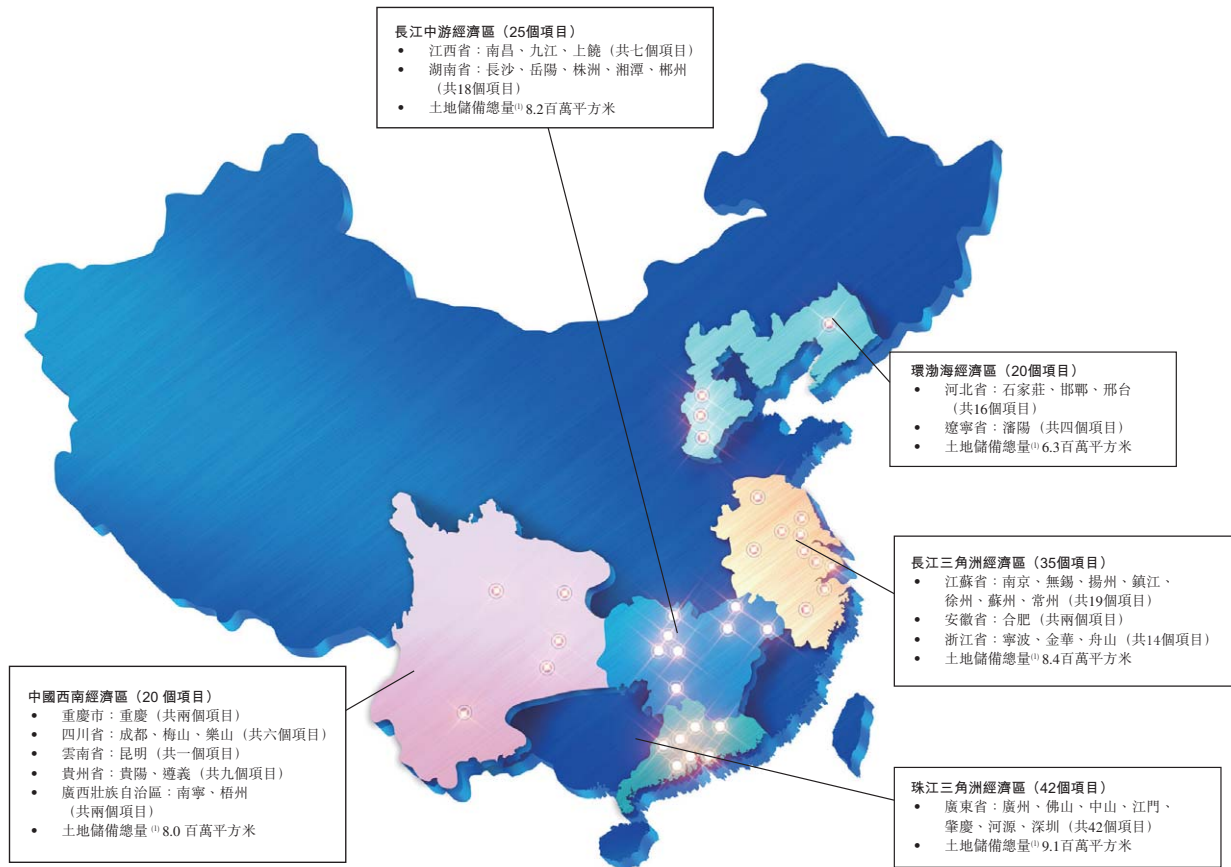 長江中游經濟區（25個項目）
• 江西省：南昌、九江、上饒（共七個項目）
• 湖南省：長沙、岳陽、株洲、湘潭、郴州
（共18個項目）
• 土地儲備總量⁽¹⁾ 8.2百萬平方米
環渤海經濟區（20個項目）
• 河北省：石家莊、邯鄲、邢台
（共16個項目）
• 遼寧省：瀋陽（共四個項目）
• 土地儲備總量⁽¹⁾ 6.3百萬平方米
長江三角洲經濟區（35個項目）
• 江蘇省：南京、無錫、揚州、鎮江、
徐州、蘇州、常州（共19個項目）
• 安徽省：合肥（共兩個項目）
• 浙江省：寧波、金華、舟山（共14個項目）
• 土地儲備總量⁽¹⁾ 8.4百萬平方米
中國西南經濟區（20 個項目）
• 重慶市：重慶（共兩個項目）
• 四川省：成都、梅山、樂山（共六個項目）
• 雲南省：昆明（共一個項目）
• 貴州省：貴陽、遵義（共九個項目）
• 廣西壯族自治區：南寧、梧州
（共兩個項目）
• 土地儲備總量⁽¹⁾ 8.0 百萬平方米
珠江三角洲經濟區（42個項目）
• 廣東省：廣州、佛山、中山、江門、
肇慶、河源、深圳（共42個項目）
• 土地儲備總量⁽¹⁾ 9.1百萬平方米